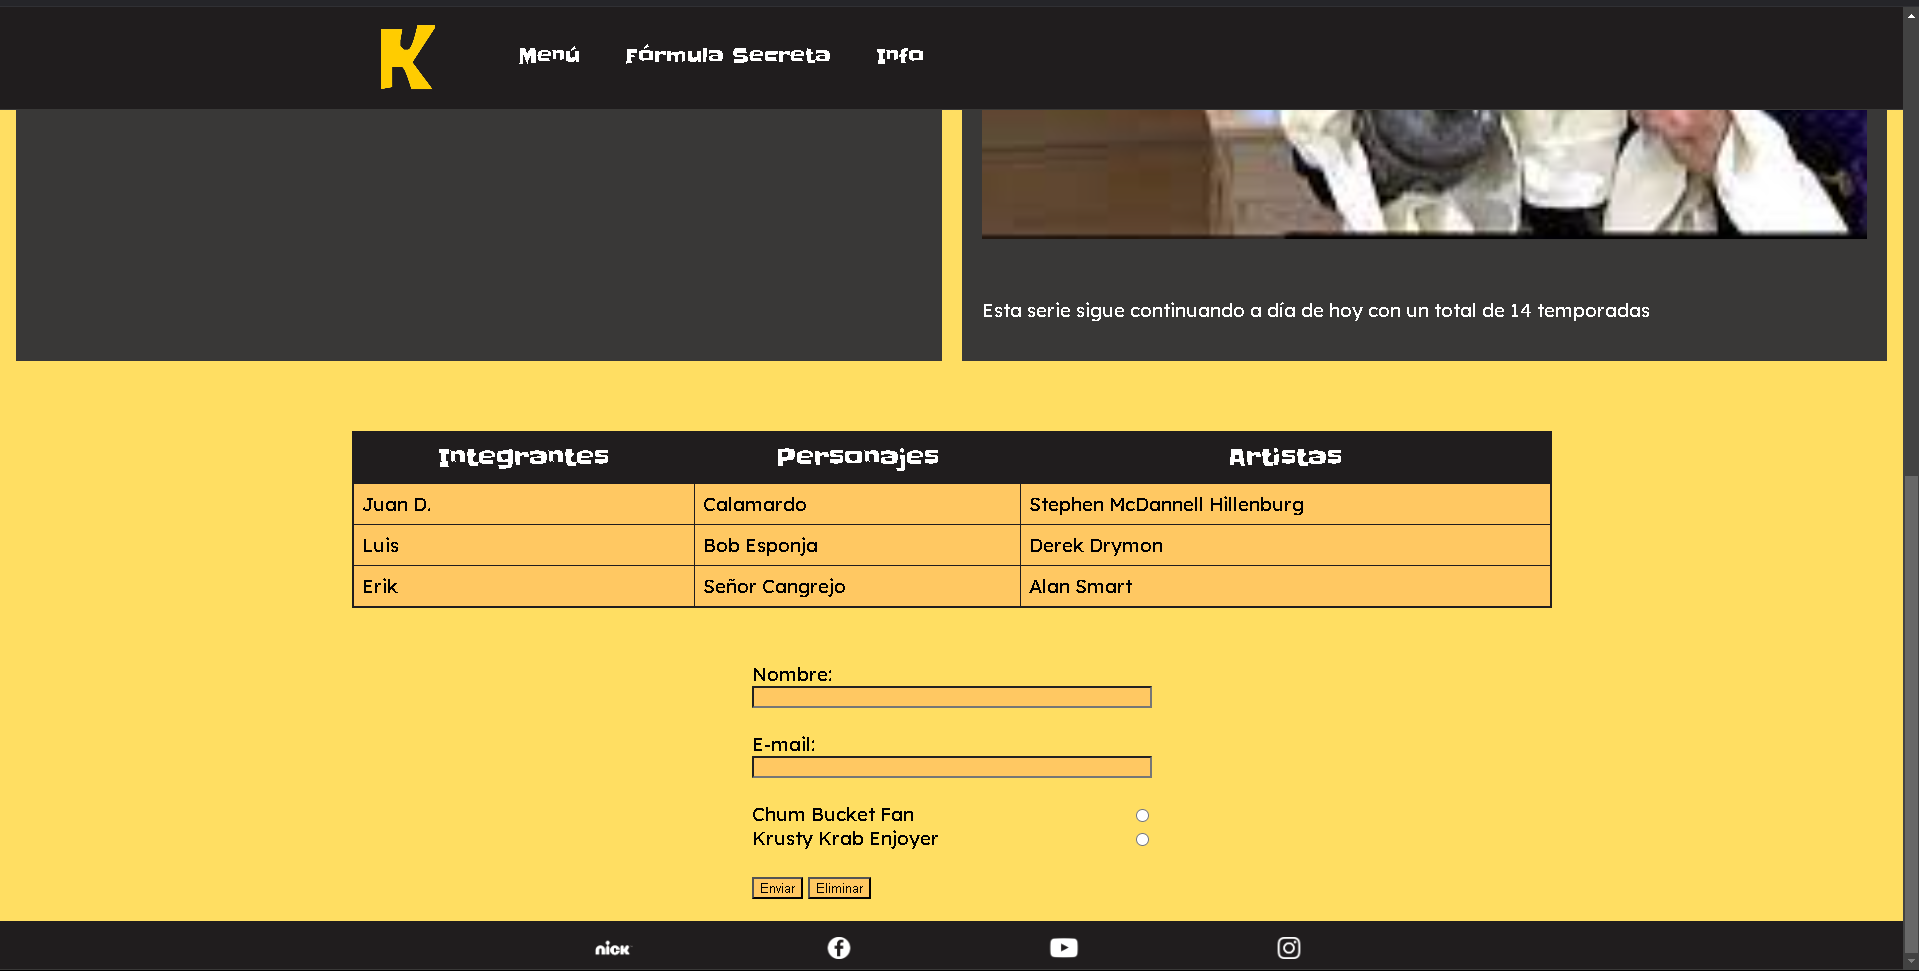 K
Menú Fórmula Secreta Info
Esta serie sigue continuando a día de hoy con un total de 14 temporadas
Integrantes Personajes Artistas
Juan D. Calamardo Stephen McDannell Hillenburg
Luis Bob Esponja Derek Drymon
Erik Señor Cangrejo Alan Smart
Nombre:
E-mail:
Chum Bucket Fan
Krusty Krab Enjoyer
Enviar Eliminar
nick